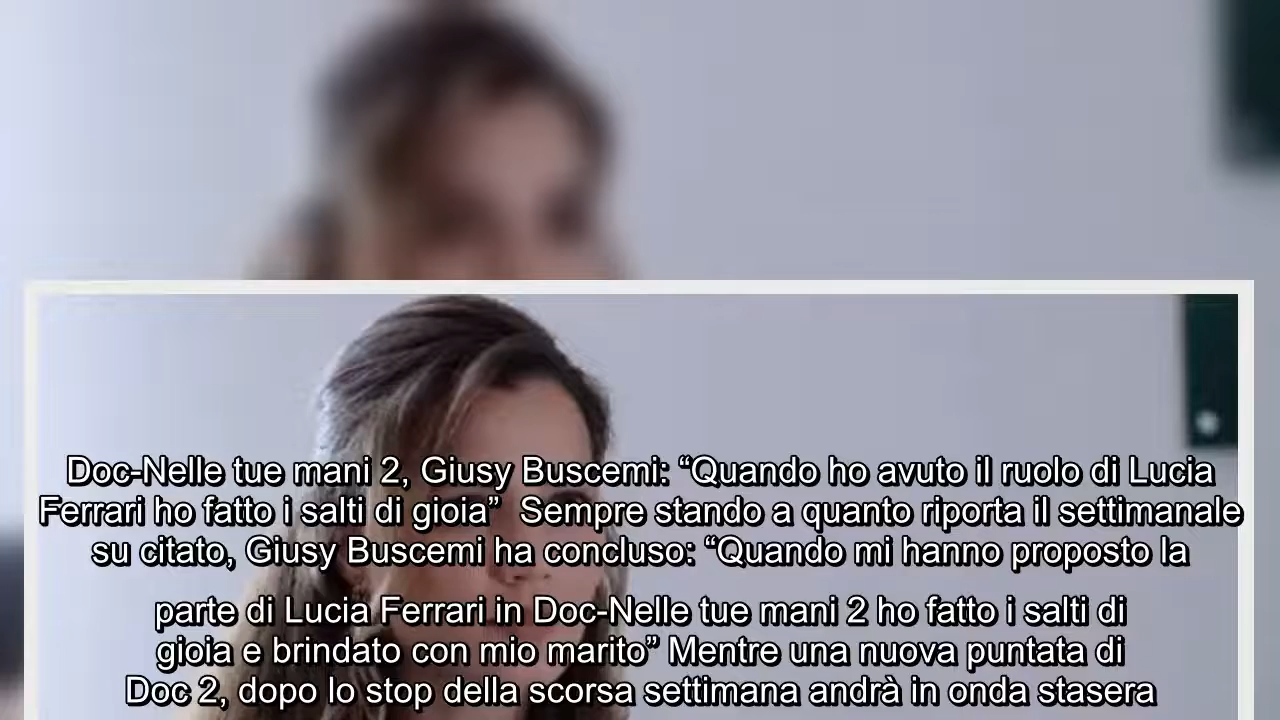 Doc-Nelle tue mani 2, Giusy Buscemi: “Quando ho avuto il ruolo di Lucia
Ferrari ho fatto i salti di gioia”  Sempre stando a quanto riporta il settimanale
su citato, Giusy Buscemi ha concluso: “Quando mi hanno proposto la
parte di Lucia Ferrari in Doc-Nelle tue mani 2 ho fatto i salti di
gioia e brindato con mio marito” Mentre una nuova puntata di
Doc 2, dopo lo stop della scorsa settimana andrà in onda stasera